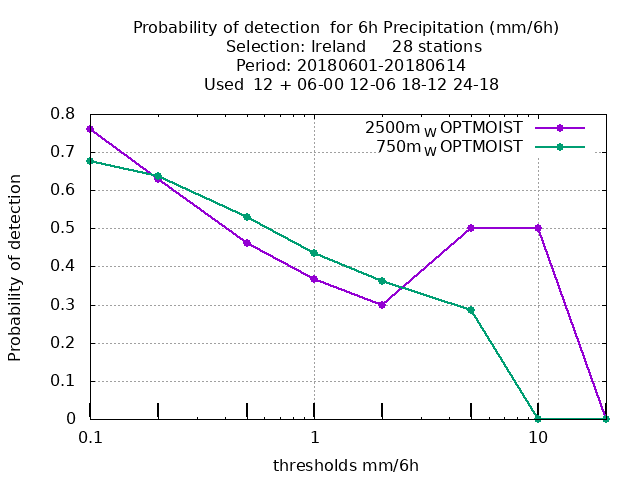 Probability of detection  for 6h Precipitation (mm/6h)
Selection: Ireland     28 stations
Period: 20180601-20180614
Used  12 + 06-00 12-06 18-12 24-18
2500m WOPTMOIST
750m WOPTMOIST
Probability of detection
0.8
0.7
0.6
0.5
0.4
0.3
0.2
0.1
0
0.1 1 10
thresholds mm/6h